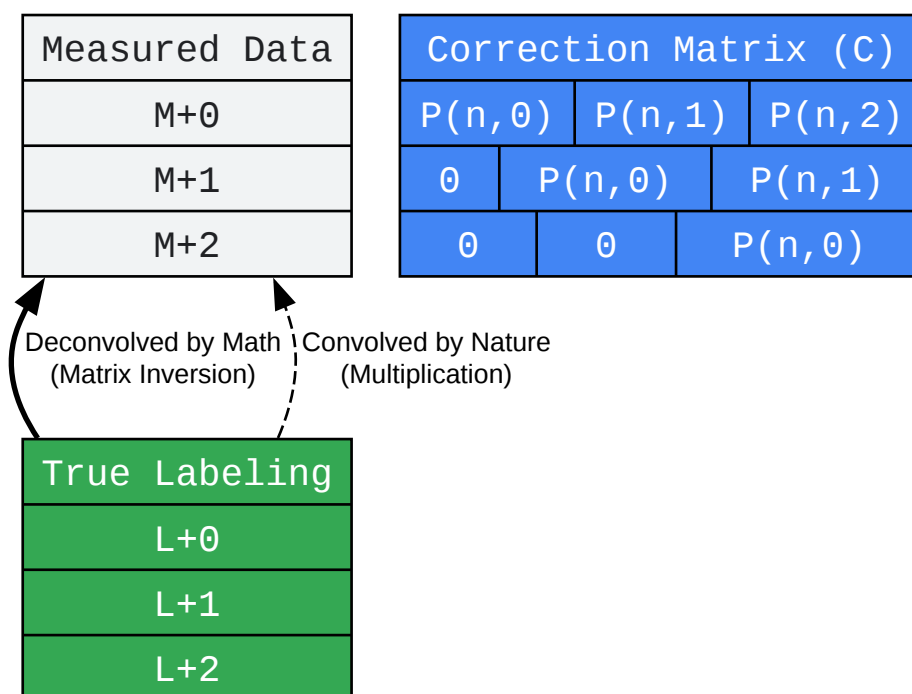 Measured Data
M+0
M+1
M+2
Correction Matrix (C)
P(n,0) P(n,1) P(n,2)
0 P(n,0) P(n,1)
0 0 P(n,0)
Deconvolved by Math
(Matrix Inversion)
Convolved by Nature
(Multiplication)
True Labeling
L+0
L+1
L+2